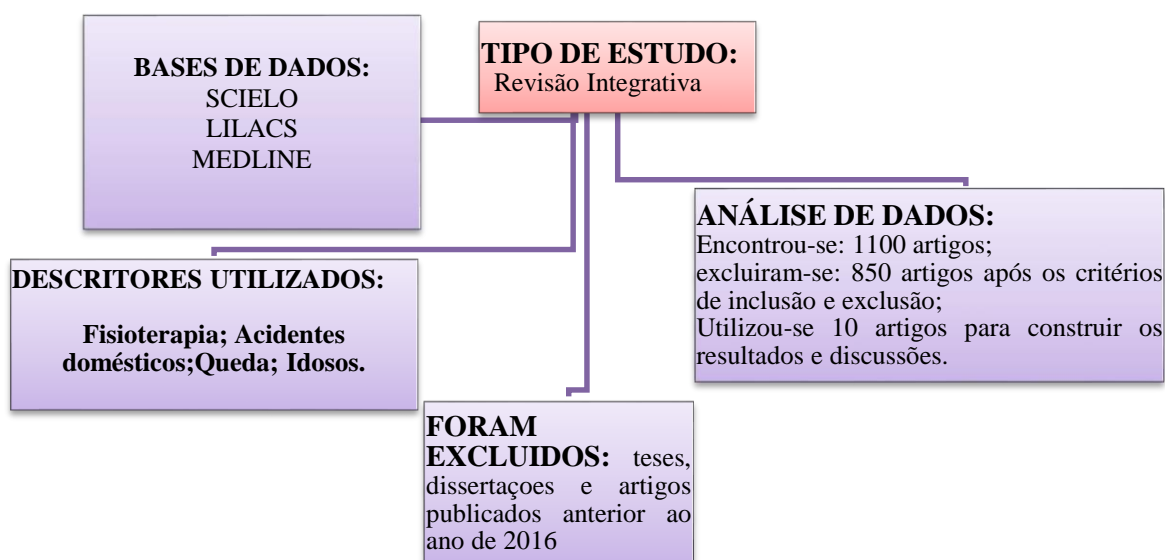 BASES DE DADOS:
SCIELO
LILACS
MEDLINE
TIPO DE ESTUDO:
Revisão Integrativa
DESCRITORES UTILIZADOS:
Fisioterapia; Acidentes
domésticos;Queda; Idosos.
ANÁLISE DE DADOS:
Encontrou-se: 1100 artigos;
excluiram-se: 850 artigos após os critérios
de inclusão e exclusão;
Utilizou-se 10 artigos para construir os
resultados e discussões.
FORAM
EXCLUIDOS: teses,
dissertaçoes e artigos
publicados anterior ao
ano de 2016